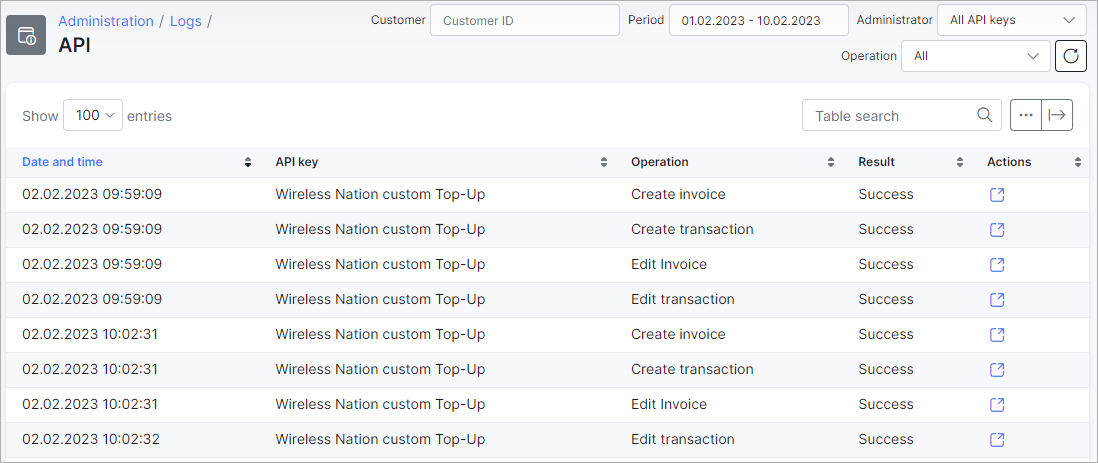 Administration / Logs /
API
Customer Customer ID Period 01.02.2023 - 10.02.2023 Administrator All API keys
Operation All
Show 100 entries Table search
Date and time API key Operation Result Actions
02.02.2023 09:59:09 Wireless Nation custom Top-Up Create invoice Success
02.02.2023 09:59:09 Wireless Nation custom Top-Up Create transaction Success
02.02.2023 09:59:09 Wireless Nation custom Top-Up Edit Invoice Success
02.02.2023 09:59:09 Wireless Nation custom Top-Up Edit transaction Success
02.02.2023 10:02:31 Wireless Nation custom Top-Up Create invoice Success
02.02.2023 10:02:31 Wireless Nation custom Top-Up Create transaction Success
02.02.2023 10:02:31 Wireless Nation custom Top-Up Edit Invoice Success
02.02.2023 10:02:32 Wireless Nation custom Top-Up Edit transaction Success